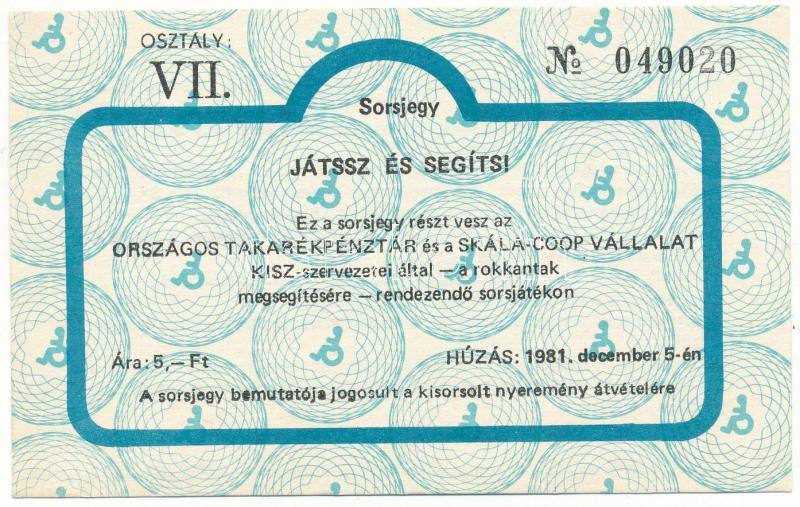 OSZTÁLY:
VII.
№ 049020
Sorsjegy
JÁTSSZ ÉS SEGÍTS!
Ez a sorsjegy részt vesz az
ORSZÁGOS TAKARÉKPÉNZTÁR és a SKÁLA-COOP VÁLLALAT
KISZ-szervezetei által – a rokkantak
megsegítésére – rendezendő sorsjátékon
Ára: 5,– Ft
HÚZÁS: 1981. december 5-én
A sorsjegy bemutatója jogosult a kisorsolt nyeremény átvételére